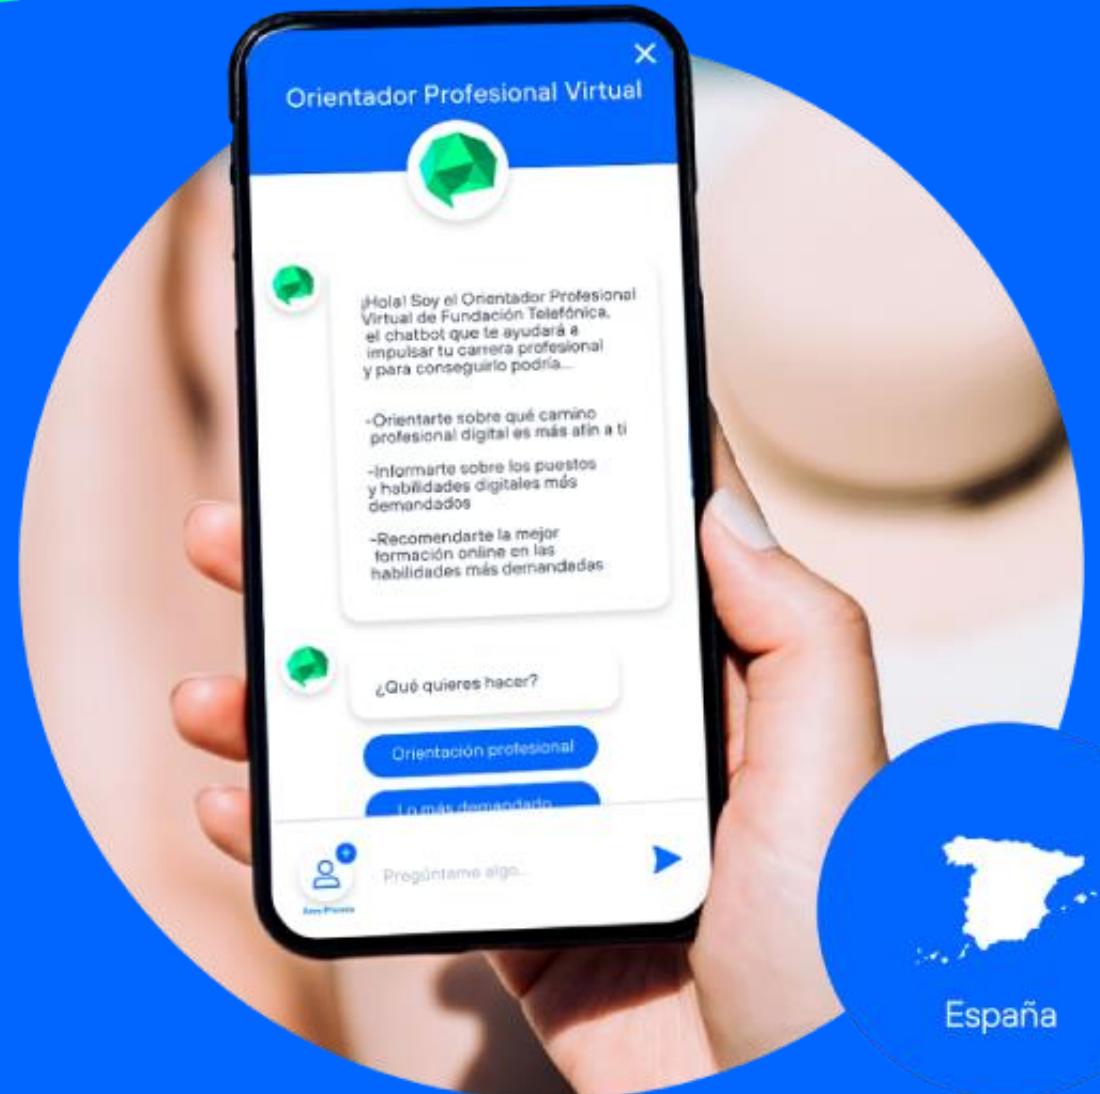 Orientador Profesional Virtual
¡Hola! Soy el Orientador Profesional
Virtual de Fundación Telefónica,
el chatbot que te ayudará a
impulsar tu carrera profesional
y para conseguirlo podría...
-Orientarte sobre qué camino
profesional digital es más afín a ti
-Informarte sobre los puestos
y habilidades digitales más
demandados
-Recomendarte la mejor
formación online en las
habilidades más demandadas
¿Qué quieres hacer?
Orientación profesional
Lo más demandado
Pregúntame algo...
España